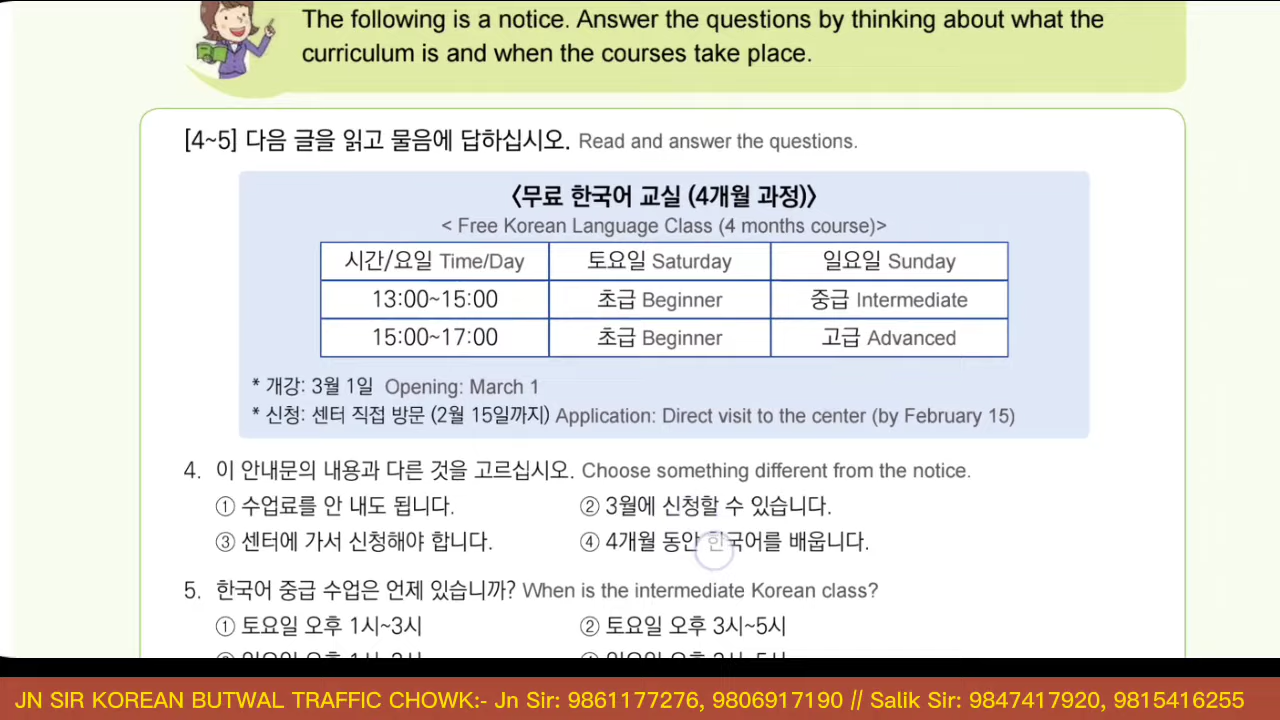 The following is a notice. Answer the questions by thinking about what the
curriculum is and when the courses take place.
[4~5] 다음 글을 읽고 물음에 답하십시오. Read and answer the questions.
<무료 한국어 교실 (4개월 과정)>
< Free Korean Language Class (4 months course)>
시간/요일 Time/Day 토요일 Saturday 일요일 Sunday
13:00~15:00 초급 Beginner 중급 Intermediate
15:00~17:00 초급 Beginner 고급 Advanced
* 개강: 3월 1일 Opening: March 1
* 신청: 센터 직접 방문 (2월 15일까지) Application: Direct visit to the center (by February 15)
4. 이 안내문의 내용과 다른 것을 고르십시오. Choose something different from the notice.
① 수업료를 안 내도 됩니다. ② 3월에 신청할 수 있습니다.
③ 센터에 가서 신청해야 합니다. ④ 4개월 동안 한국어를 배웁니다.
5. 한국어 중급 수업은 언제 있습니까? When is the intermediate Korean class?
① 토요일 오후 1시~3시 ② 토요일 오후 3시~5시
JN SIR KOREAN BUTWAL TRAFFIC CHOWK:- Jn Sir: 9861177276, 9806917190 // Salik Sir: 9847417920, 9815416255